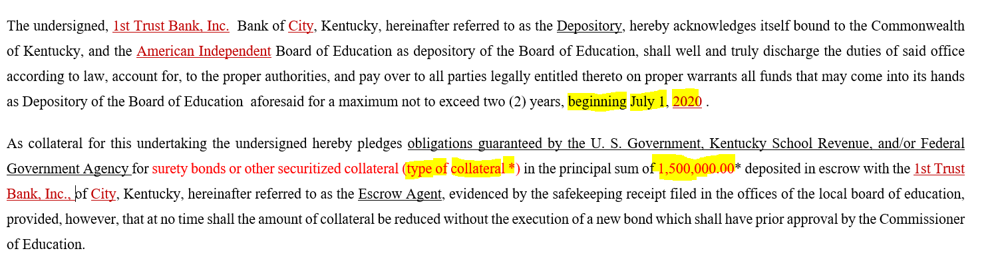 The undersigned, 1st Trust Bank, Inc.  Bank of City, Kentucky, hereinafter referred to as the Depository, hereby acknowledges itself bound to the Commonwealth
of Kentucky, and the American Independent Board of Education as depository of the Board of Education, shall well and truly discharge the duties of said office
according to law, account for, to the proper authorities, and pay over to all parties legally entitled thereto on proper warrants all funds that may come into its hands
as Depository of the Board of Education  aforesaid for a maximum not to exceed two (2) years, beginning July 1, 2020 .
As collateral for this undertaking the undersigned hereby pledges obligations guaranteed by the U. S. Government, Kentucky School Revenue, and/or Federal
Government Agency for surety bonds or other securitized collateral (type of collateral *) in the principal sum of 1,500,000.00* deposited in escrow with the 1st Trust
Bank, Inc., of City, Kentucky, hereinafter referred to as the Escrow Agent, evidenced by the safekeeping receipt filed in the offices of the local board of education,
provided, however, that at no time shall the amount of collateral be reduced without the execution of a new bond which shall have prior approval by the Commissioner
of Education.